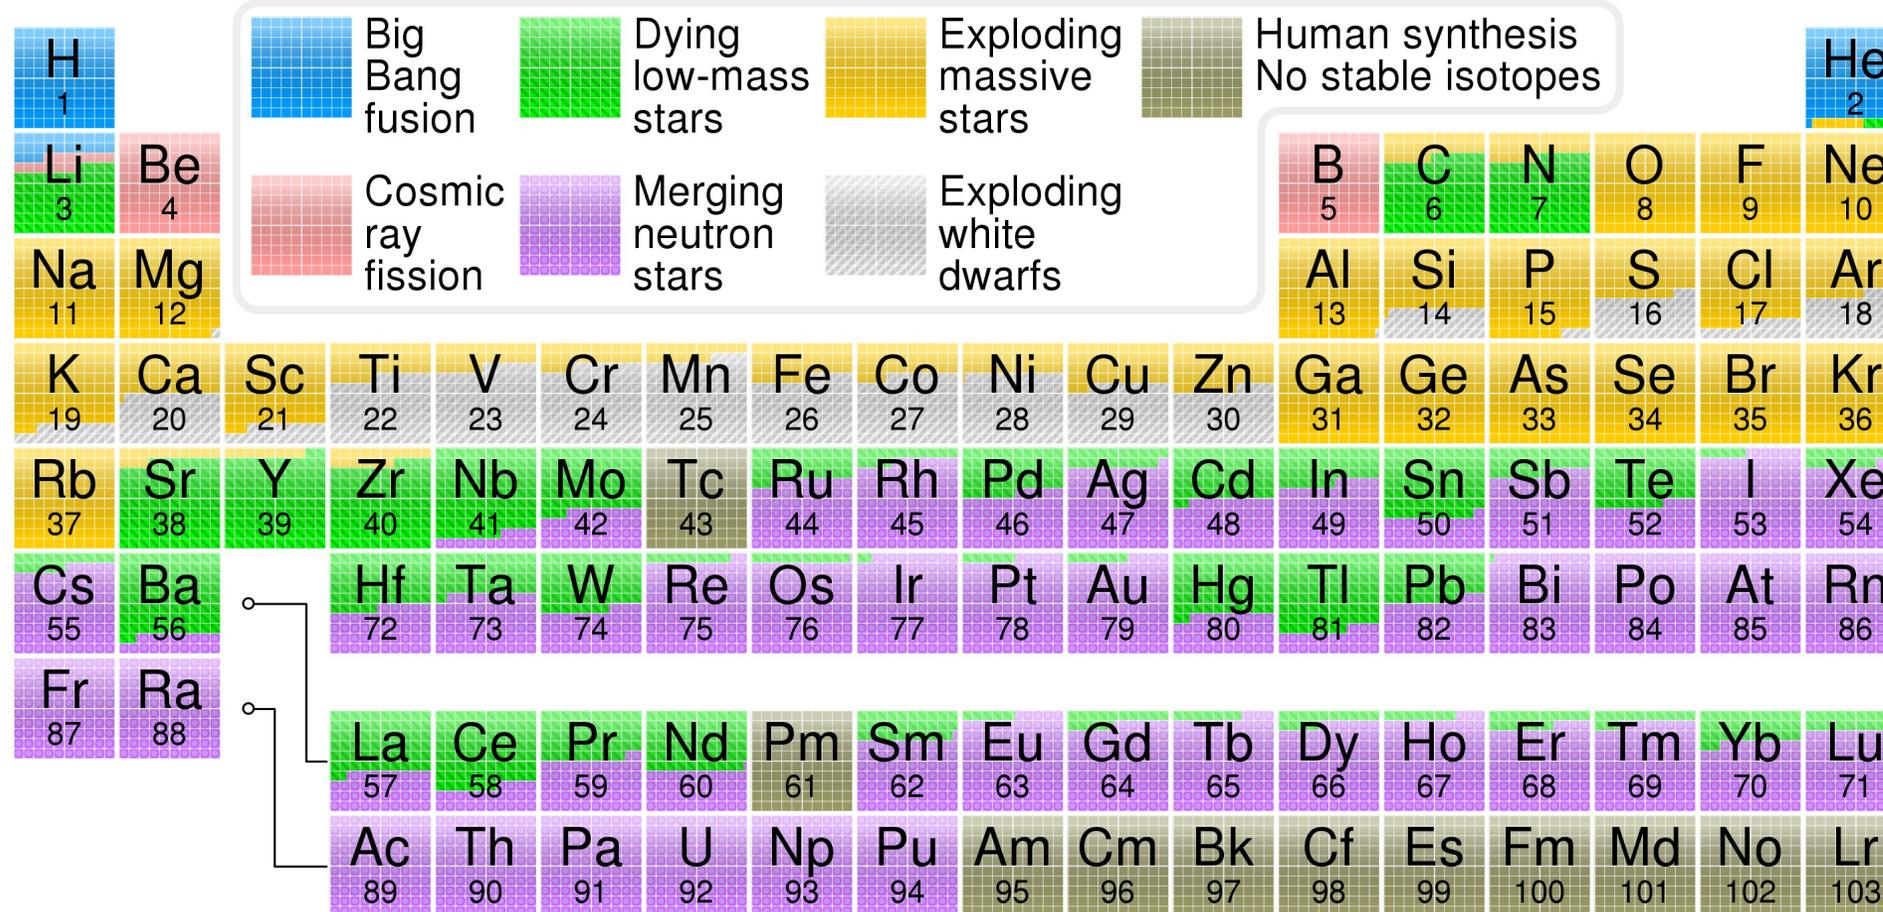 Big
Bang
fusion
Dying
low-mass
stars
Exploding
massive
stars
Human synthesis
No stable isotopes
Cosmic
ray
fission
Merging
neutron
stars
Exploding
white
dwarfs
H He
1 2
Li Be B C N O F Ne
3 4 5 6 7 8 9 10
Na Mg Al Si P S Cl Ar
11 12 13 14 15 16 17 18
K Ca Sc Ti V Cr Mn Fe Co Ni Cu Zn Ga Ge As Se Br Kr
19 20 21 22 23 24 25 26 27 28 29 30 31 32 33 34 35 36
Rb Sr Y Zr Nb Mo Tc Ru Rh Pd Ag Cd In Sn Sb Te I Xe
37 38 39 40 41 42 43 44 45 46 47 48 49 50 51 52 53 54
Cs Ba Hf Ta W Re Os Ir Pt Au Hg Tl Pb Bi Po At Rn
55 56 72 73 74 75 76 77 78 79 80 81 82 83 84 85 86
Fr Ra
87 88
La Ce Pr Nd Pm Sm Eu Gd Tb Dy Ho Er Tm Yb Lu
57 58 59 60 61 62 63 64 65 66 67 68 69 70 71
Ac Th Pa U Np Pu Am Cm Bk Cf Es Fm Md No Lr
89 90 91 92 93 94 95 96 97 98 99 100 101 102 103